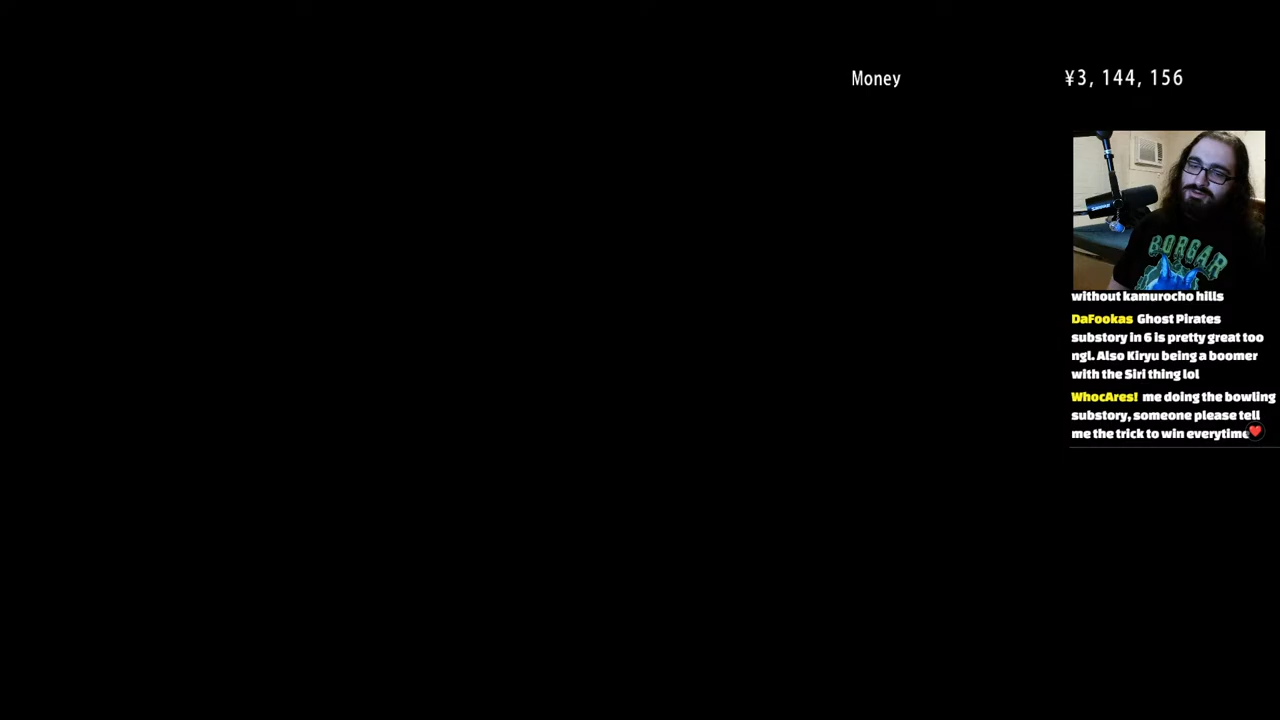 Money ¥3, 144, 156
BORGAR
without kamurocho hills
DaFookas Ghost Pirates
substory in 6 is pretty great too
ngl. Also Kiryu being a boomer
with the Siri thing lol
WhocAres! me doing the bowling
substory, someone please tell
me the trick to win everytime